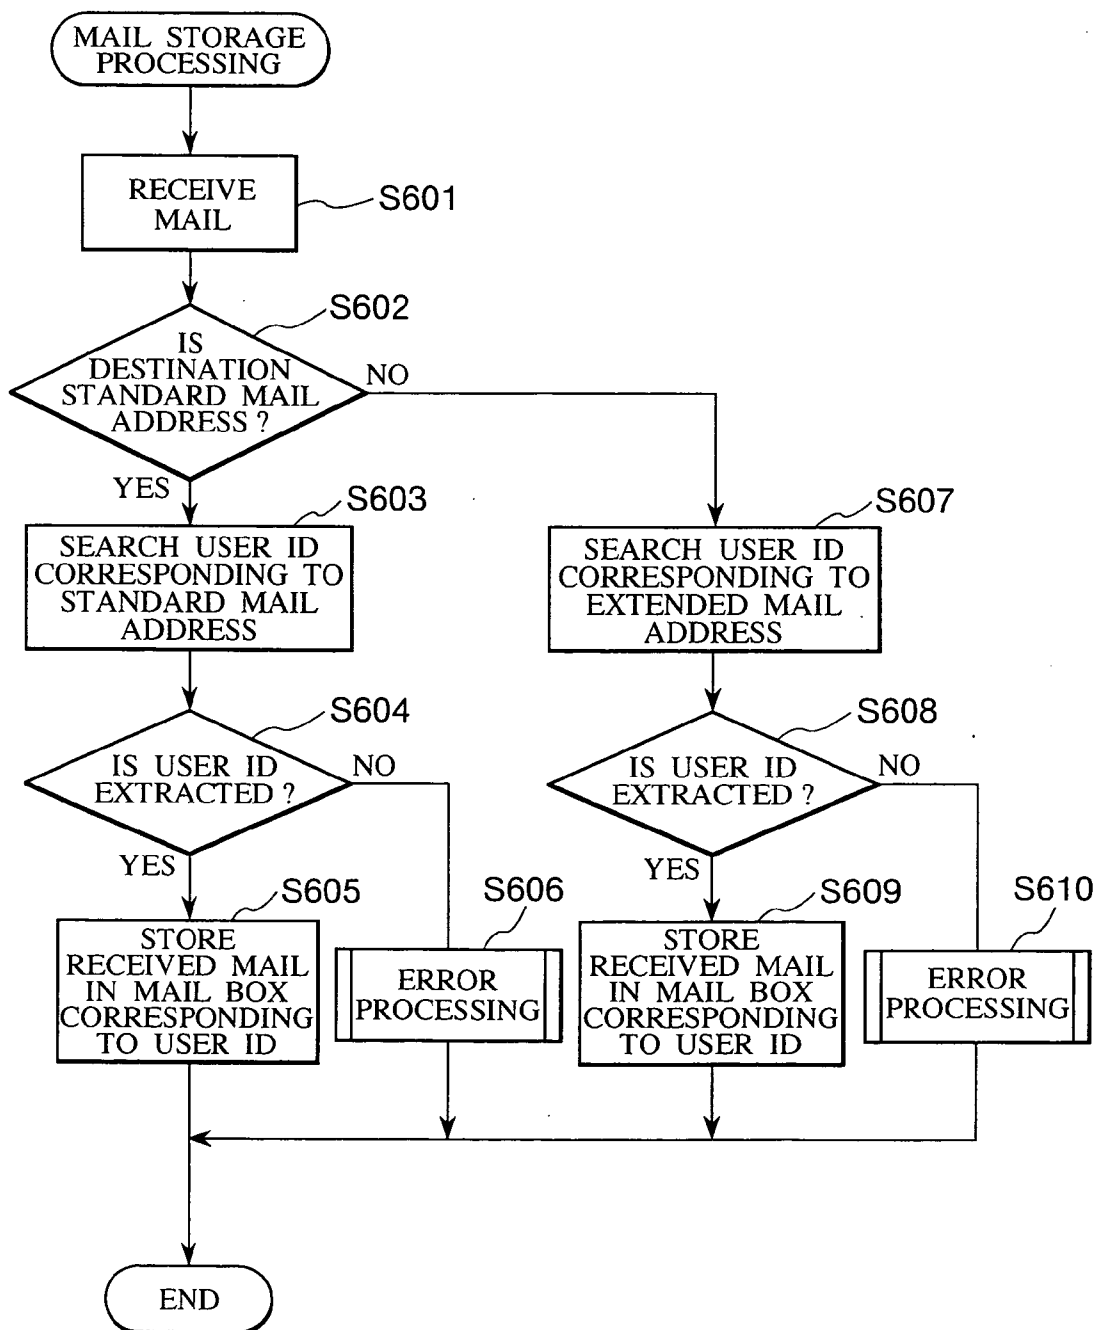 MAIL STORAGE
PROCESSING
RECEIVE
MAIL
S601
S602
IS
DESTINATION
STANDARD MAIL
ADDRESS ?
NO
YES
S603
SEARCH USER ID
CORRESPONDING TO
STANDARD MAIL
ADDRESS
S607
SEARCH USER ID
CORRESPONDING TO
EXTENDED MAIL
ADDRESS
S604
IS USER ID
EXTRACTED ?
NO
YES
S608
IS USER ID
EXTRACTED ?
NO
YES
S605
STORE
RECEIVED MAIL
IN MAIL BOX
CORRESPONDING
TO USER ID
S606
ERROR
PROCESSING
S609
STORE
RECEIVED MAIL
IN MAIL BOX
CORRESPONDING
TO USER ID
S610
ERROR
PROCESSING
END